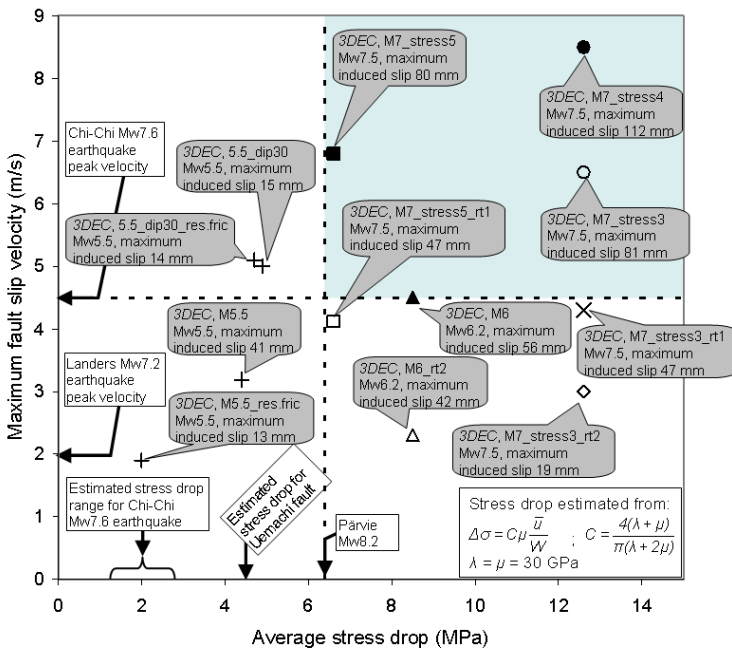 9
8
7
6
5
4
3
2
1
0
Maximum fault slip velocity (m/s)
0 2 4 6 8 10 12 14
Average stress drop (MPa)
3DEC, M7_stress5
Mw7.5, maximum
induced slip 80 mm
3DEC, M7_stress4
Mw7.5, maximum
induced slip 112 mm
Chi-Chi Mw7.6
earthquake
peak velocity
3DEC, 5.5_dip30
Mw5.5, maximum
induced slip 15 mm
3DEC, 5.5_dip30_res.fric
Mw5.5, maximum
induced slip 14 mm
3DEC, M7_stress5_rt1
Mw7.5, maximum
induced slip 47 mm
3DEC, M7_stress3
Mw7.5, maximum
induced slip 81 mm
3DEC, M5.5
Mw5.5, maximum
induced slip 41 mm
3DEC, M6
Mw6.2, maximum
induced slip 56 mm
3DEC, M7_stress3_rt1
Mw7.5, maximum
induced slip 47 mm
Landers Mw7.2
earthquake
peak velocity
3DEC, M6_rt2
Mw6.2, maximum
induced slip 42 mm
3DEC, M5.5_res.fric
Mw5.5, maximum
induced slip 13 mm
3DEC, M7_stress3_rt2
Mw7.5, maximum
induced slip 19 mm
Estimated stress drop
range for Chi-Chi
Mw7.6 earthquake
Estimated
stress drop for
Uemachi fault
Pärvie
Mw8.2
Stress drop estimated from:
Δσ = Cμ ū/W ; C = 4(λ + μ)/π(λ + 2μ)
λ = μ = 30 GPa